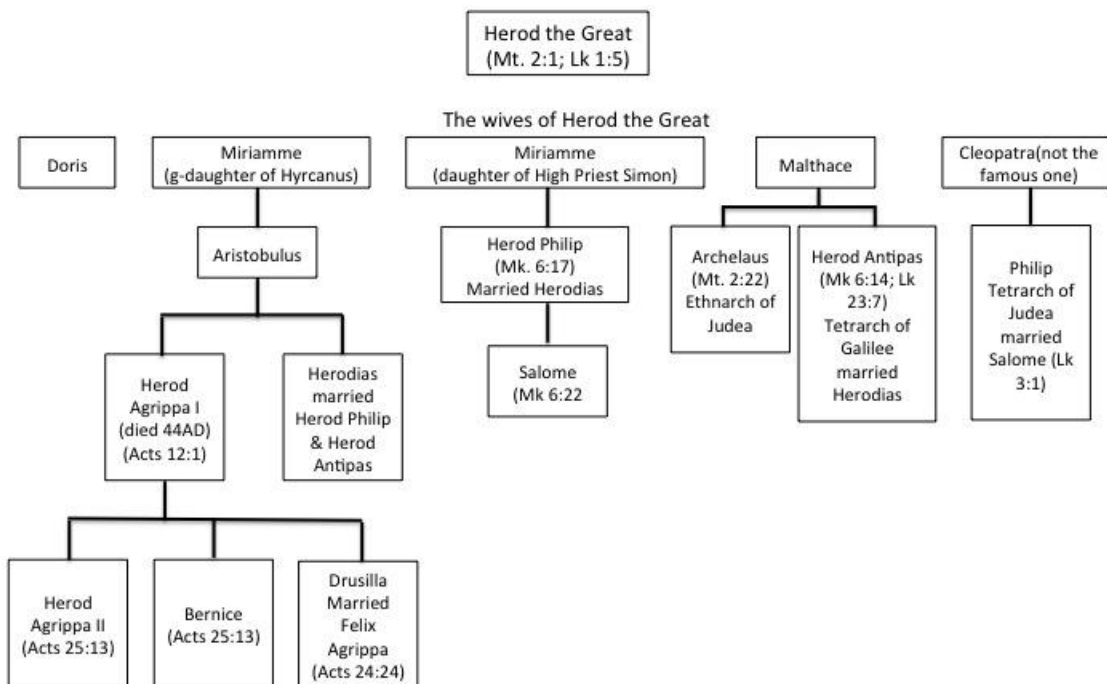 Herod the Great
(Mt. 2:1; Lk 1:5)
The wives of Herod the Great
Doris
Miriamme
(g-daughter of Hyrcanus)
Miriamme
(daughter of High Priest Simon)
Malthace
Cleopatra(not the
famous one)
Aristobulus
Herod Philip
(Mk. 6:17)
Married Herodias
Archelaus
(Mt. 2:22)
Ethnarch of
Judea
Herod Antipas
(Mk 6:14; Lk
23:7)
Tetrarch of
Galilee
married
Herodias
Philip
Tetrarch of
Judea
married
Salome (Lk
3:1)
Herod
Agrippa I
(died 44AD)
(Acts 12:1)
Herodias
married
Herod Philip
& Herod
Antipas
Salome
(Mk 6:22
Herod
Agrippa II
(Acts 25:13)
Bernice
(Acts 25:13)
Drusilla
Married
Felix
Agrippa
(Acts 24:24)